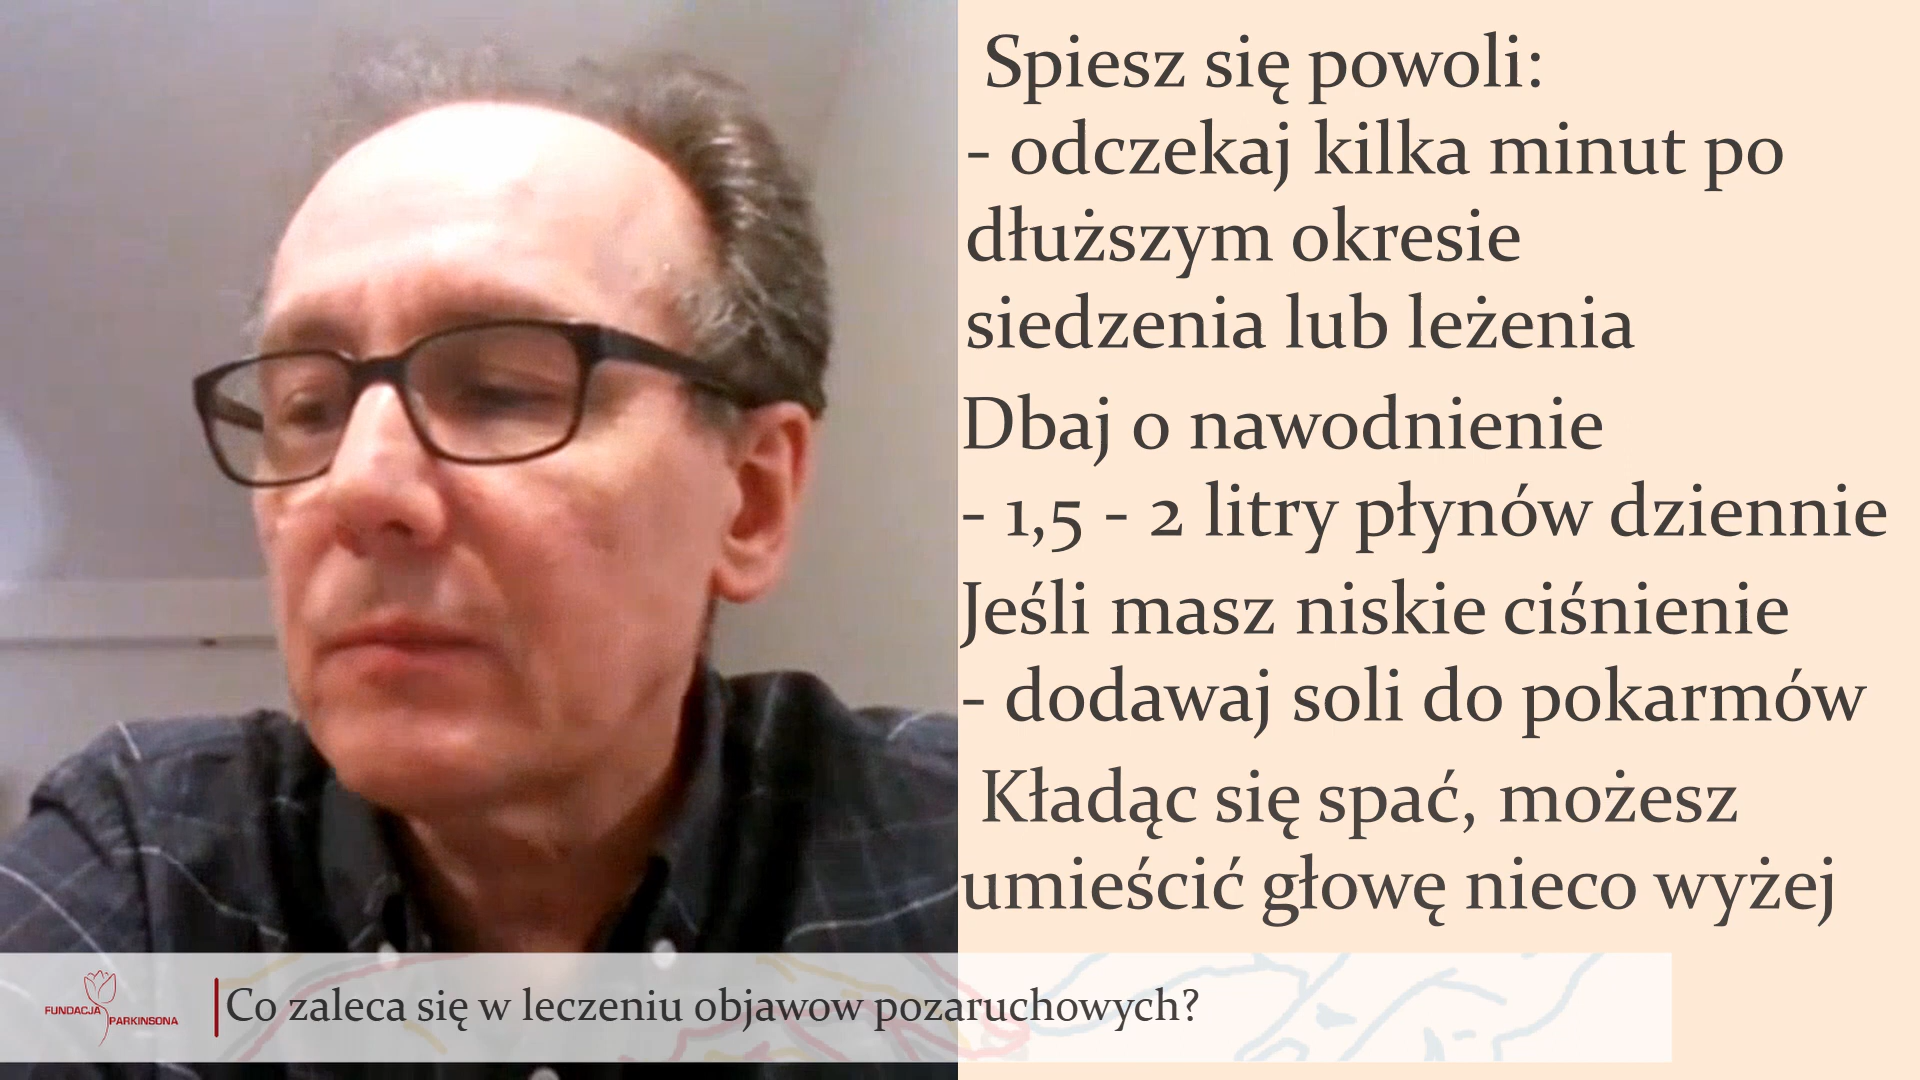 Spiesz się powoli:
- odczekaj kilka minut po
dłuższym okresie
siedzenia lub leżenia
Dbaj o nawodnienie
- 1,5 - 2 litry płynów dziennie
Jeśli masz niskie ciśnienie
- dodawaj soli do pokarmów
Kładąc się spać, możesz
umieścić głowę nieco wyżej
FUNDACJA
PARKINSONA
Co zaleca się w leczeniu objawow pozaruchowych?